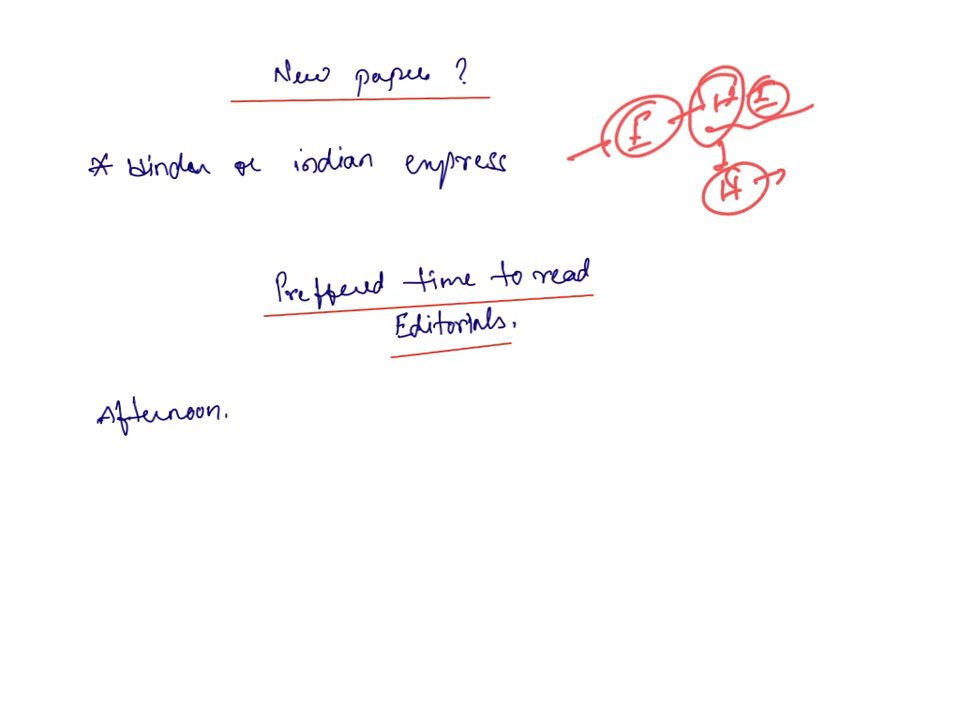 New paper ?
* Hindu or indian express
Preffered time to read
Editorials.
Afternoon.
E H E
H